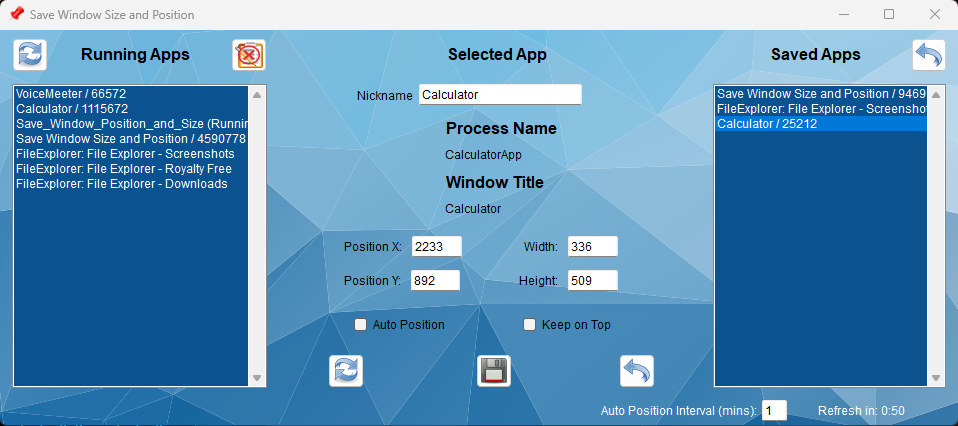 Save Window Size and Position
Running Apps
Selected App
Saved Apps
VoiceMeeter / 66572
Calculator / 1115672
Save_Window_Position_and_Size (Runnin
Save Window Size and Position / 4590778
FileExplorer: File Explorer - Screenshots
FileExplorer: File Explorer - Royalty Free
FileExplorer: File Explorer - Downloads
Nickname Calculator
Process Name
CalculatorApp
Window Title
Calculator
Position X: 2233 Width: 336
Position Y: 892 Height: 509
Auto Position Keep on Top
Save Window Size and Position / 9469
FileExplorer: File Explorer - Screenshot
Calculator / 25212
Auto Position Interval (mins): 1 Refresh in: 0:50